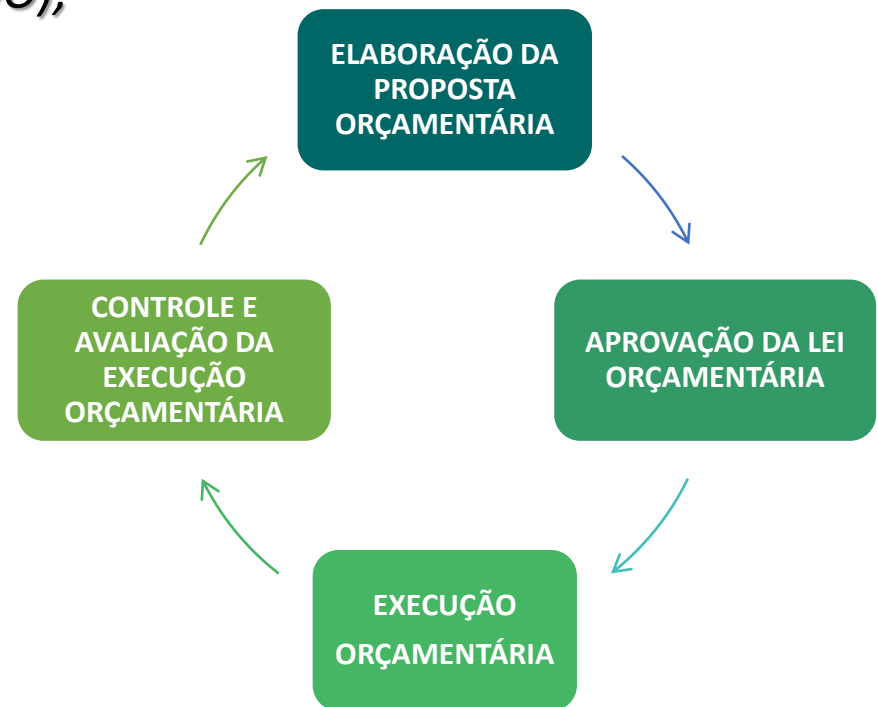 ELABORAÇÃO DA
PROPOSTA
ORÇAMENTÁRIA
APROVAÇÃO DA LEI
ORÇAMENTÁRIA
EXECUÇÃO
ORÇAMENTÁRIA
CONTROLE E
AVALIAÇÃO DA
EXECUÇÃO
ORÇAMENTÁRIA